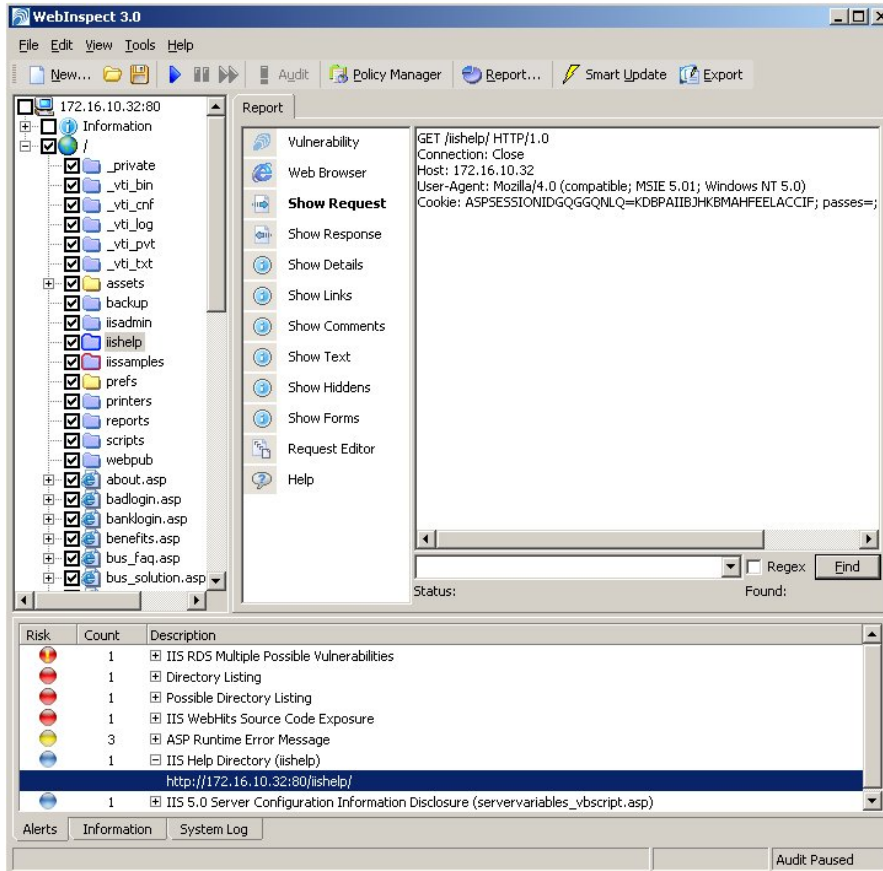 WebInspect 3.0
File Edit View Tools Help
New... Audit Policy Manager Report... Smart Update Export
172.16.10.32:80
Information
/
_private
_vti_bin
_vti_cnf
_vti_log
_vti_pvt
_vti_txt
assets
backup
iisadmin
iishelp
iissamples
prefs
printers
reports
scripts
webpub
about.asp
badlogin.asp
banklogin.asp
benefits.asp
bus_faq.asp
bus_solution.asp
Report
Vulnerability
Web Browser
Show Request
Show Response
Show Details
Show Links
Show Comments
Show Text
Show Hiddens
Show Forms
Request Editor
Help
GET /iishelp/ HTTP/1.0
Connection: Close
Host: 172.16.10.32
User-Agent: Mozilla/4.0 (compatible; MSIE 5.01; Windows NT 5.0)
Cookie: ASPSESSIONIDGQGGQNLQ=KDBPAIIBJHKBMAHFEELACCIF; passes=;
Regex Find
Status: Found:
Risk Count Description
1 IIS RDS Multiple Possible Vulnerabilities
1 Directory Listing
1 Possible Directory Listing
1 IIS WebHits Source Code Exposure
3 ASP Runtime Error Message
1 IIS Help Directory (iishelp)
http://172.16.10.32:80/iishelp/
1 IIS 5.0 Server Configuration Information Disclosure (servervariables_vbscript.asp)
Alerts Information System Log
Audit Paused